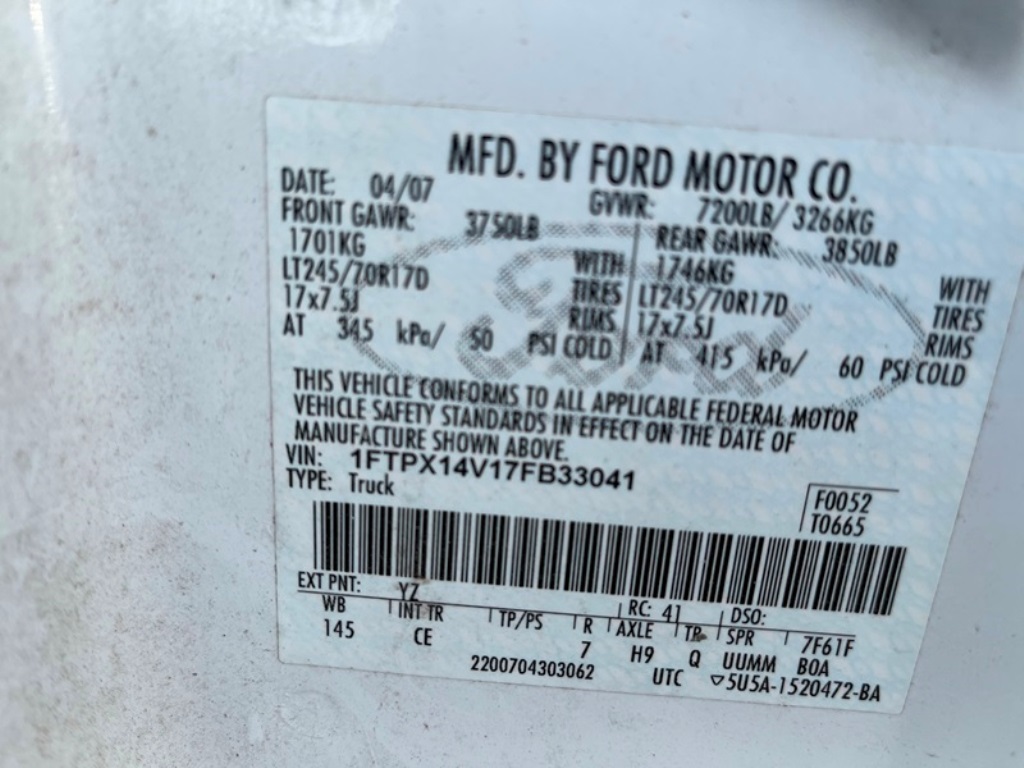 MFD. BY FORD MOTOR CO.
DATE: 04/07 GVWR: 7200LB/ 3266KG
FRONT GAWR: 3750LB REAR GAWR: 3850LB
1701KG WITH 1746KG WITH
LT245/70R17D TIRES LT245/70R17D TIRES
17x7.5J RIMS 17x7.5J RIMS
AT 345 kPa/ 50 PSI COLD AT 415 kPa/ 60 PSI COLD
Ford
THIS VEHICLE CONFORMS TO ALL APPLICABLE FEDERAL MOTOR
VEHICLE SAFETY STANDARDS IN EFFECT ON THE DATE OF
MANUFACTURE SHOWN ABOVE.
VIN: 1FTPX14V17FB33041
TYPE: Truck
F0052
T0665
EXT PNT: YZ RC: 41 DSO:
WB INT TR TP/PS R AXLE TR SPR 7F61F
145 CE 7 H9 Q UUMM BOA
2200704303062 UTC ▽5U5A-1520472-BA